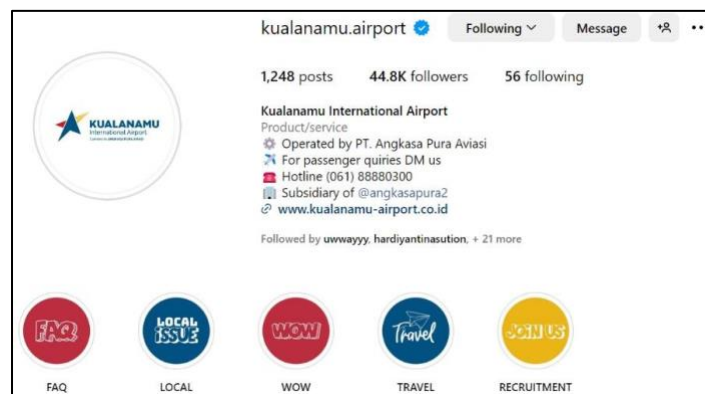 kualanamu.airport Following Message
1,248 posts 44.8K followers 56 following
KUALANAMU
International Airport
Kualanamu International Airport
Product/service
Operated by PT. Angkasa Pura Aviasi
For passenger quiries DM us
Hotline (061) 88880300
Subsidiary of @angkasapura2
www.kualanamu-airport.co.id
Followed by uwwayyy, hardiyantinasution, + 21 more
FAQ
LOCAL
ISSUE
WOW
Travel
JOIN US
FAQ LOCAL WOW TRAVEL RECRUITMENT